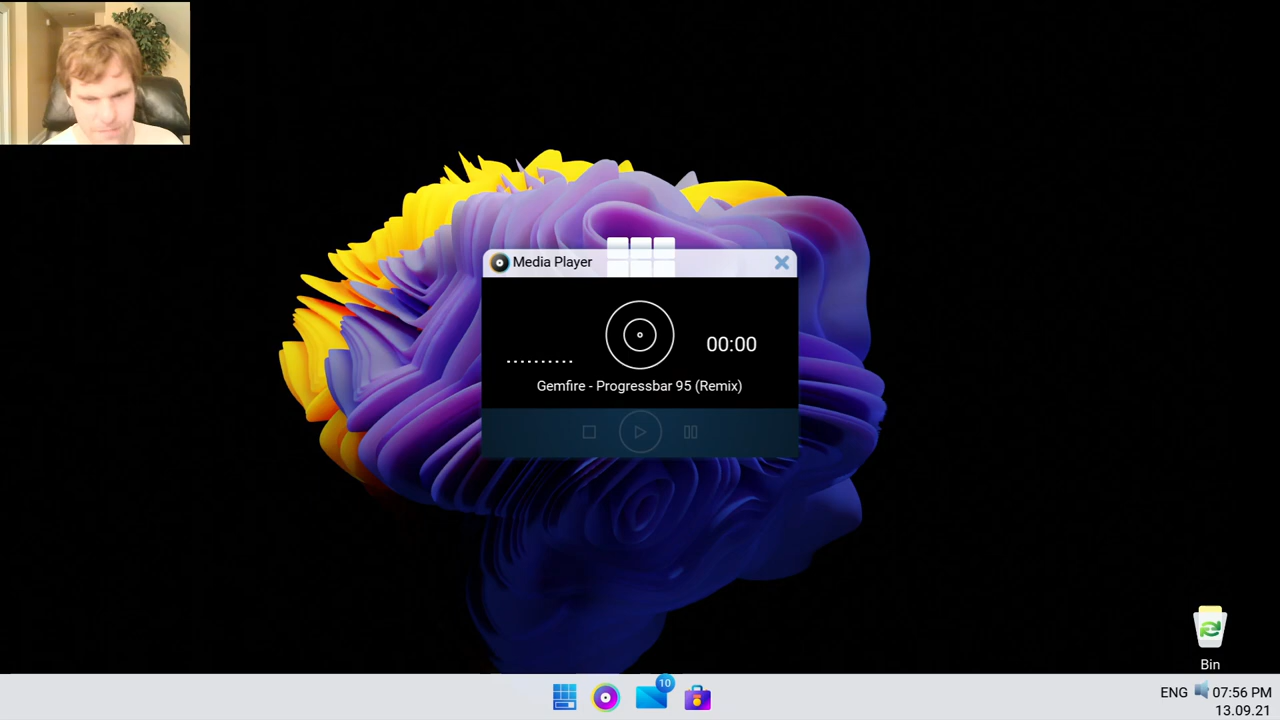 Media Player
00:00
Gemfire - Progressbar 95 (Remix)
Bin
10
ENG 07:56 PM
13.09.21